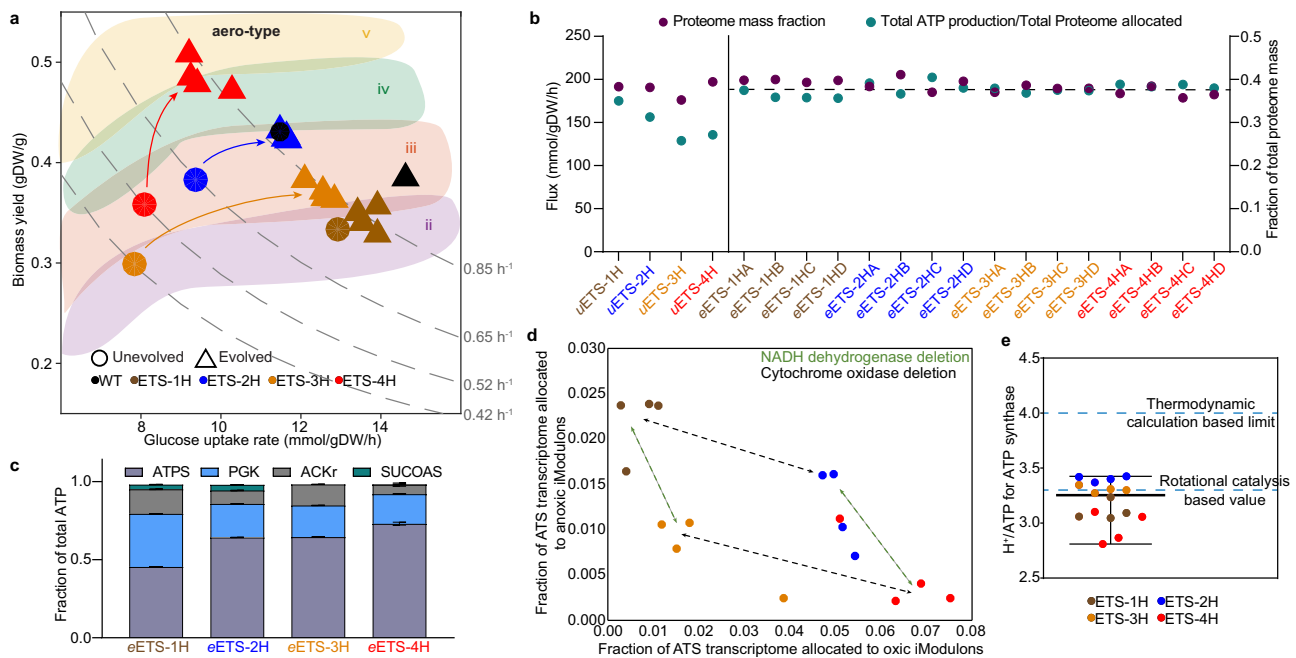 a
aero-type
v
iv
iii
ii
0.5
0.4
0.3
0.2
Biomass yield (gDW/g)
0.85 h⁻¹
0.65 h⁻¹
0.52 h⁻¹
0.42 h⁻¹
Unevolved Evolved
WT ETS-1H ETS-2H ETS-3H ETS-4H
8 10 12 14
Glucose uptake rate (mmol/gDW/h)
b
Proteome mass fraction Total ATP production/Total Proteome allocated
250
200
150
100
50
0
Flux (mmol/gDW/h)
0.5
0.4
0.3
0.2
0.1
0.0
Fraction of total proteome mass
uETS-1H uETS-2H uETS-3H uETS-4H eETS-1HA eETS-1HB eETS-1HC eETS-1HD eETS-2HA eETS-2HB eETS-2HC eETS-2HD eETS-3HA eETS-3HB eETS-3HC eETS-3HD eETS-4HA eETS-4HB eETS-4HC eETS-4HD
c
ATPS PGK ACKr SUCOAS
1.0
0.5
0.0
Fraction of total ATP
eETS-1H eETS-2H eETS-3H eETS-4H
d
NADH dehydrogenase deletion
Cytochrome oxidase deletion
0.030
0.025
0.020
0.015
0.010
0.005
0.000
Fraction of ATS transcriptome allocated
to anoxic iModulons
0.00 0.01 0.02 0.03 0.04 0.05 0.06 0.07 0.08
Fraction of ATS transcriptome allocated to oxic iModulons
e
4.5
4.0
3.5
3.0
2.5
H⁺/ATP for ATP synthase
Thermodynamic
calculation based limit
Rotational catalysis
based value
ETS-1H ETS-2H
ETS-3H ETS-4H